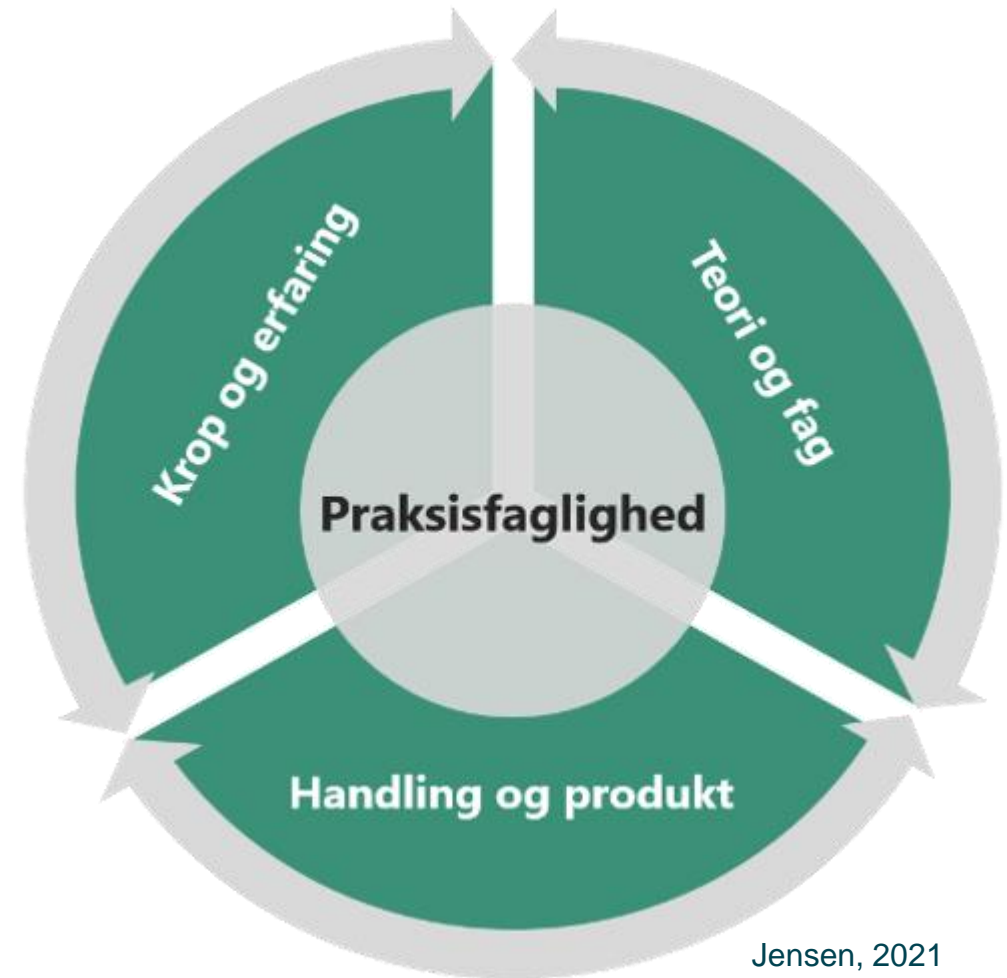 Krop og erfaring
Teori og fag
Praksisfaglighed
Handling og produkt
Jensen, 2021